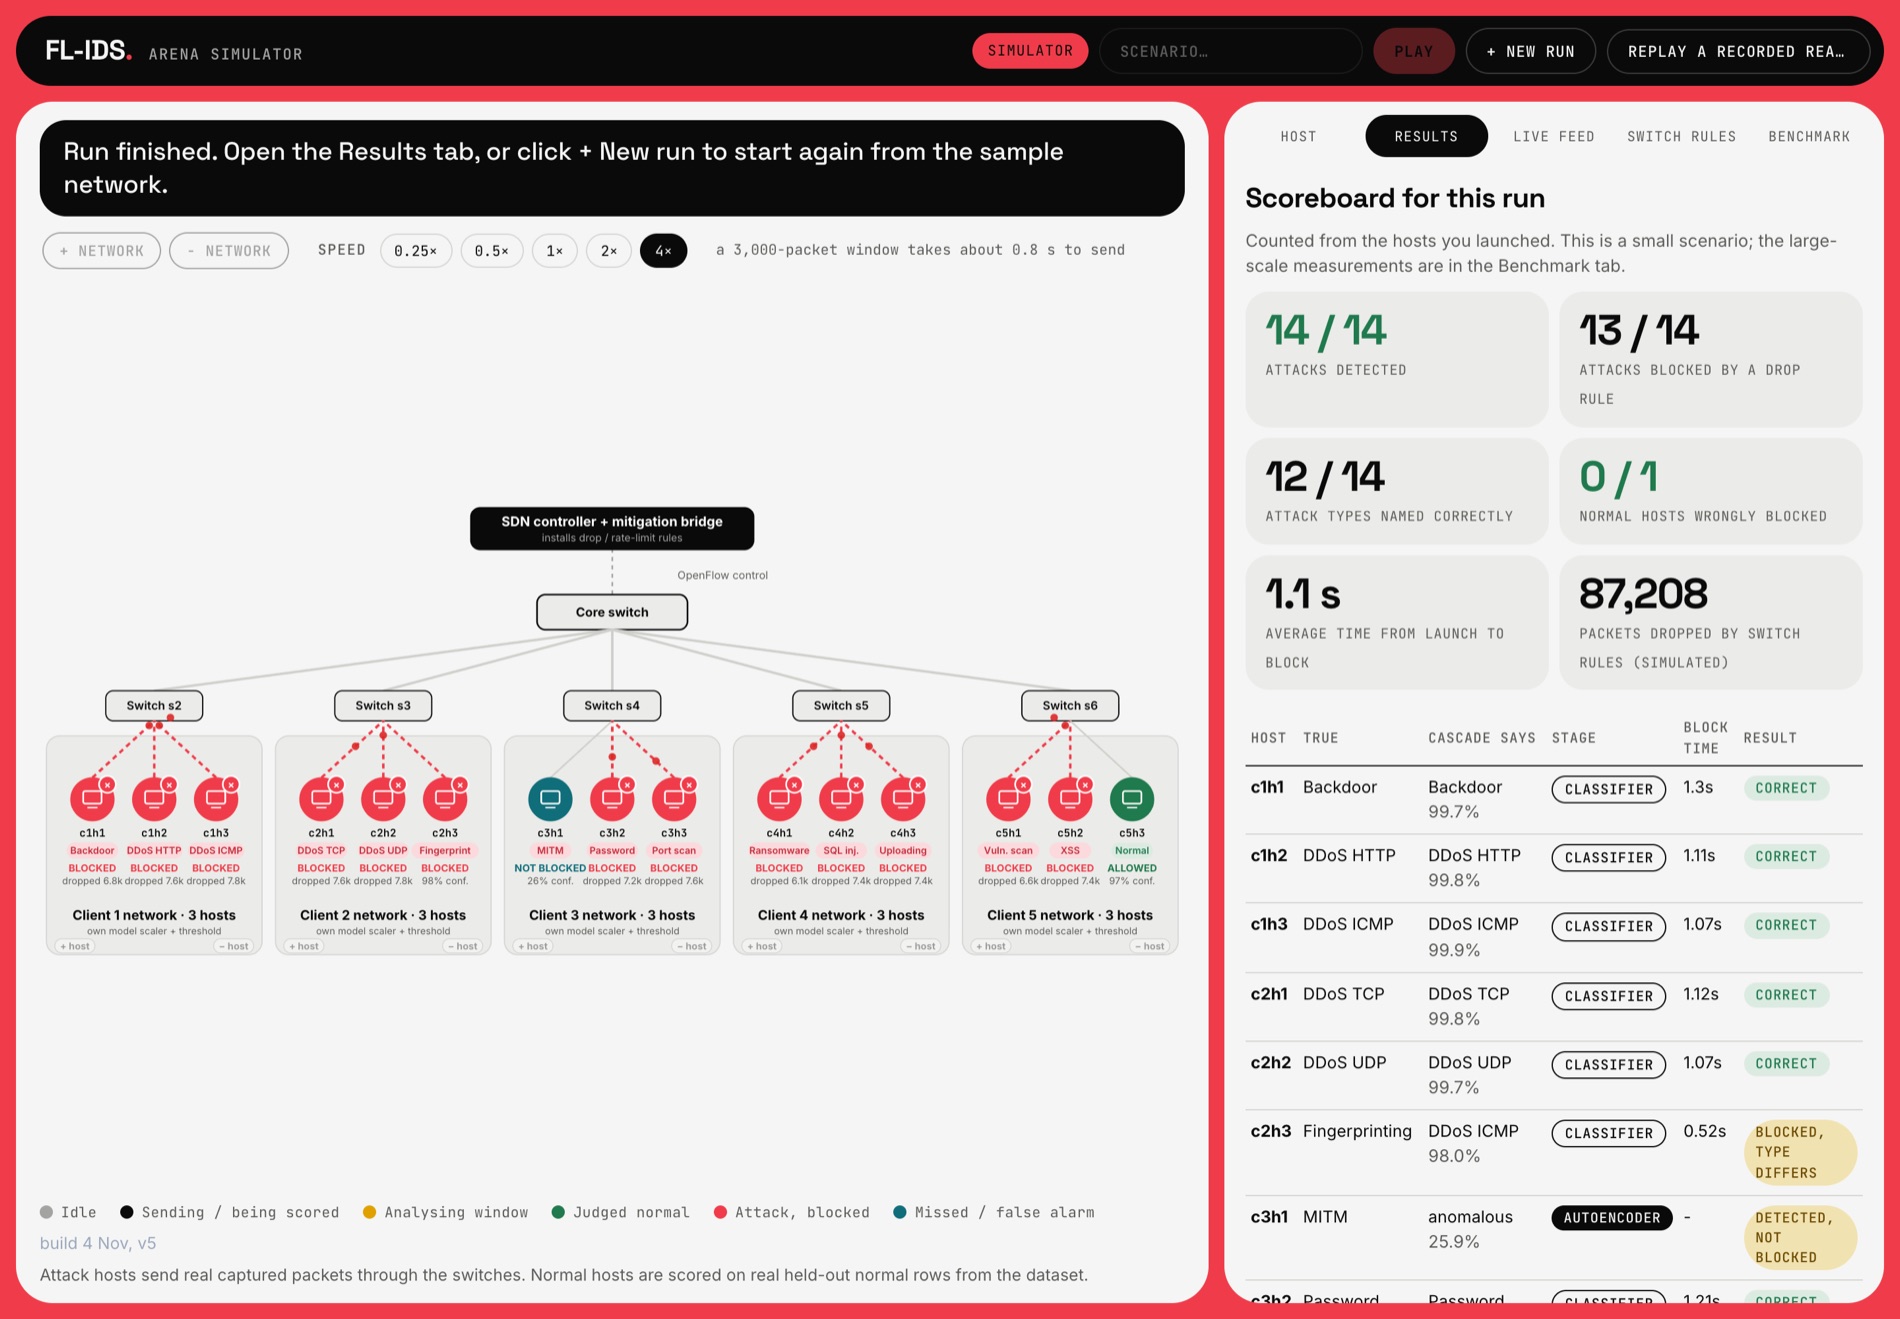 FL-IDS. ARENA SIMULATOR
SIMULATOR
SCENARIO…
PLAY
+ NEW RUN
REPLAY A RECORDED REA…
Run finished. Open the Results tab, or click + New run to start again from the sample
network.
+ NETWORK
- NETWORK
SPEED
0.25×
0.5×
1×
2×
4×
a 3,000-packet window takes about 0.8 s to send
SDN controller + mitigation bridge
installs drop / rate-limit rules
OpenFlow control
Core switch
Switch s2
Switch s3
Switch s4
Switch s5
Switch s6
c1h1 c1h2 c1h3
Backdoor DDoS HTTP DDoS ICMP
BLOCKED BLOCKED BLOCKED
dropped 6.8k dropped 7.6k dropped 7.8k
Client 1 network · 3 hosts
own model scaler + threshold
+ host − host
c2h1 c2h2 c2h3
DDoS TCP DDoS UDP Fingerprint
BLOCKED BLOCKED BLOCKED
dropped 7.6k dropped 7.8k 98% conf.
Client 2 network · 3 hosts
own model scaler + threshold
+ host − host
c3h1 c3h2 c3h3
MITM Password Port scan
NOT BLOCKED BLOCKED BLOCKED
26% conf. dropped 7.2k dropped 7.6k
Client 3 network · 3 hosts
own model scaler + threshold
+ host − host
c4h1 c4h2 c4h3
Ransomware SQL inj. Uploading
BLOCKED BLOCKED BLOCKED
dropped 6.1k dropped 7.4k dropped 7.4k
Client 4 network · 3 hosts
own model scaler + threshold
+ host − host
c5h1 c5h2 c5h3
Vuln. scan XSS Normal
BLOCKED BLOCKED ALLOWED
dropped 6.6k dropped 7.4k 97% conf.
Client 5 network · 3 hosts
own model scaler + threshold
+ host − host
Idle
Sending / being scored
Analysing window
Judged normal
Attack, blocked
Missed / false alarm
build 4 Nov, v5
Attack hosts send real captured packets through the switches. Normal hosts are scored on real held-out normal rows from the dataset.
HOST
RESULTS
LIVE FEED
SWITCH RULES
BENCHMARK
Scoreboard for this run
Counted from the hosts you launched. This is a small scenario; the large-
scale measurements are in the Benchmark tab.
14 / 14
ATTACKS DETECTED
13 / 14
ATTACKS BLOCKED BY A DROP
RULE
12 / 14
ATTACK TYPES NAMED CORRECTLY
0 / 1
NORMAL HOSTS WRONGLY BLOCKED
1.1 s
AVERAGE TIME FROM LAUNCH TO
BLOCK
87,208
PACKETS DROPPED BY SWITCH
RULES (SIMULATED)
HOST TRUE CASCADE SAYS STAGE BLOCK TIME RESULT
c1h1 Backdoor Backdoor CLASSIFIER 1.3s CORRECT
99.7%
c1h2 DDoS HTTP DDoS HTTP CLASSIFIER 1.11s CORRECT
99.8%
c1h3 DDoS ICMP DDoS ICMP CLASSIFIER 1.07s CORRECT
99.9%
c2h1 DDoS TCP DDoS TCP CLASSIFIER 1.12s CORRECT
99.8%
c2h2 DDoS UDP DDoS UDP CLASSIFIER 1.07s CORRECT
99.7%
c2h3 Fingerprinting DDoS ICMP CLASSIFIER 0.52s BLOCKED,
98.0% TYPE
DIFFERS
c3h1 MITM anomalous AUTOENCODER - DETECTED,
25.9% NOT
BLOCKED
c3h2 Password Password CLASSIFIER 1.21s CORRECT